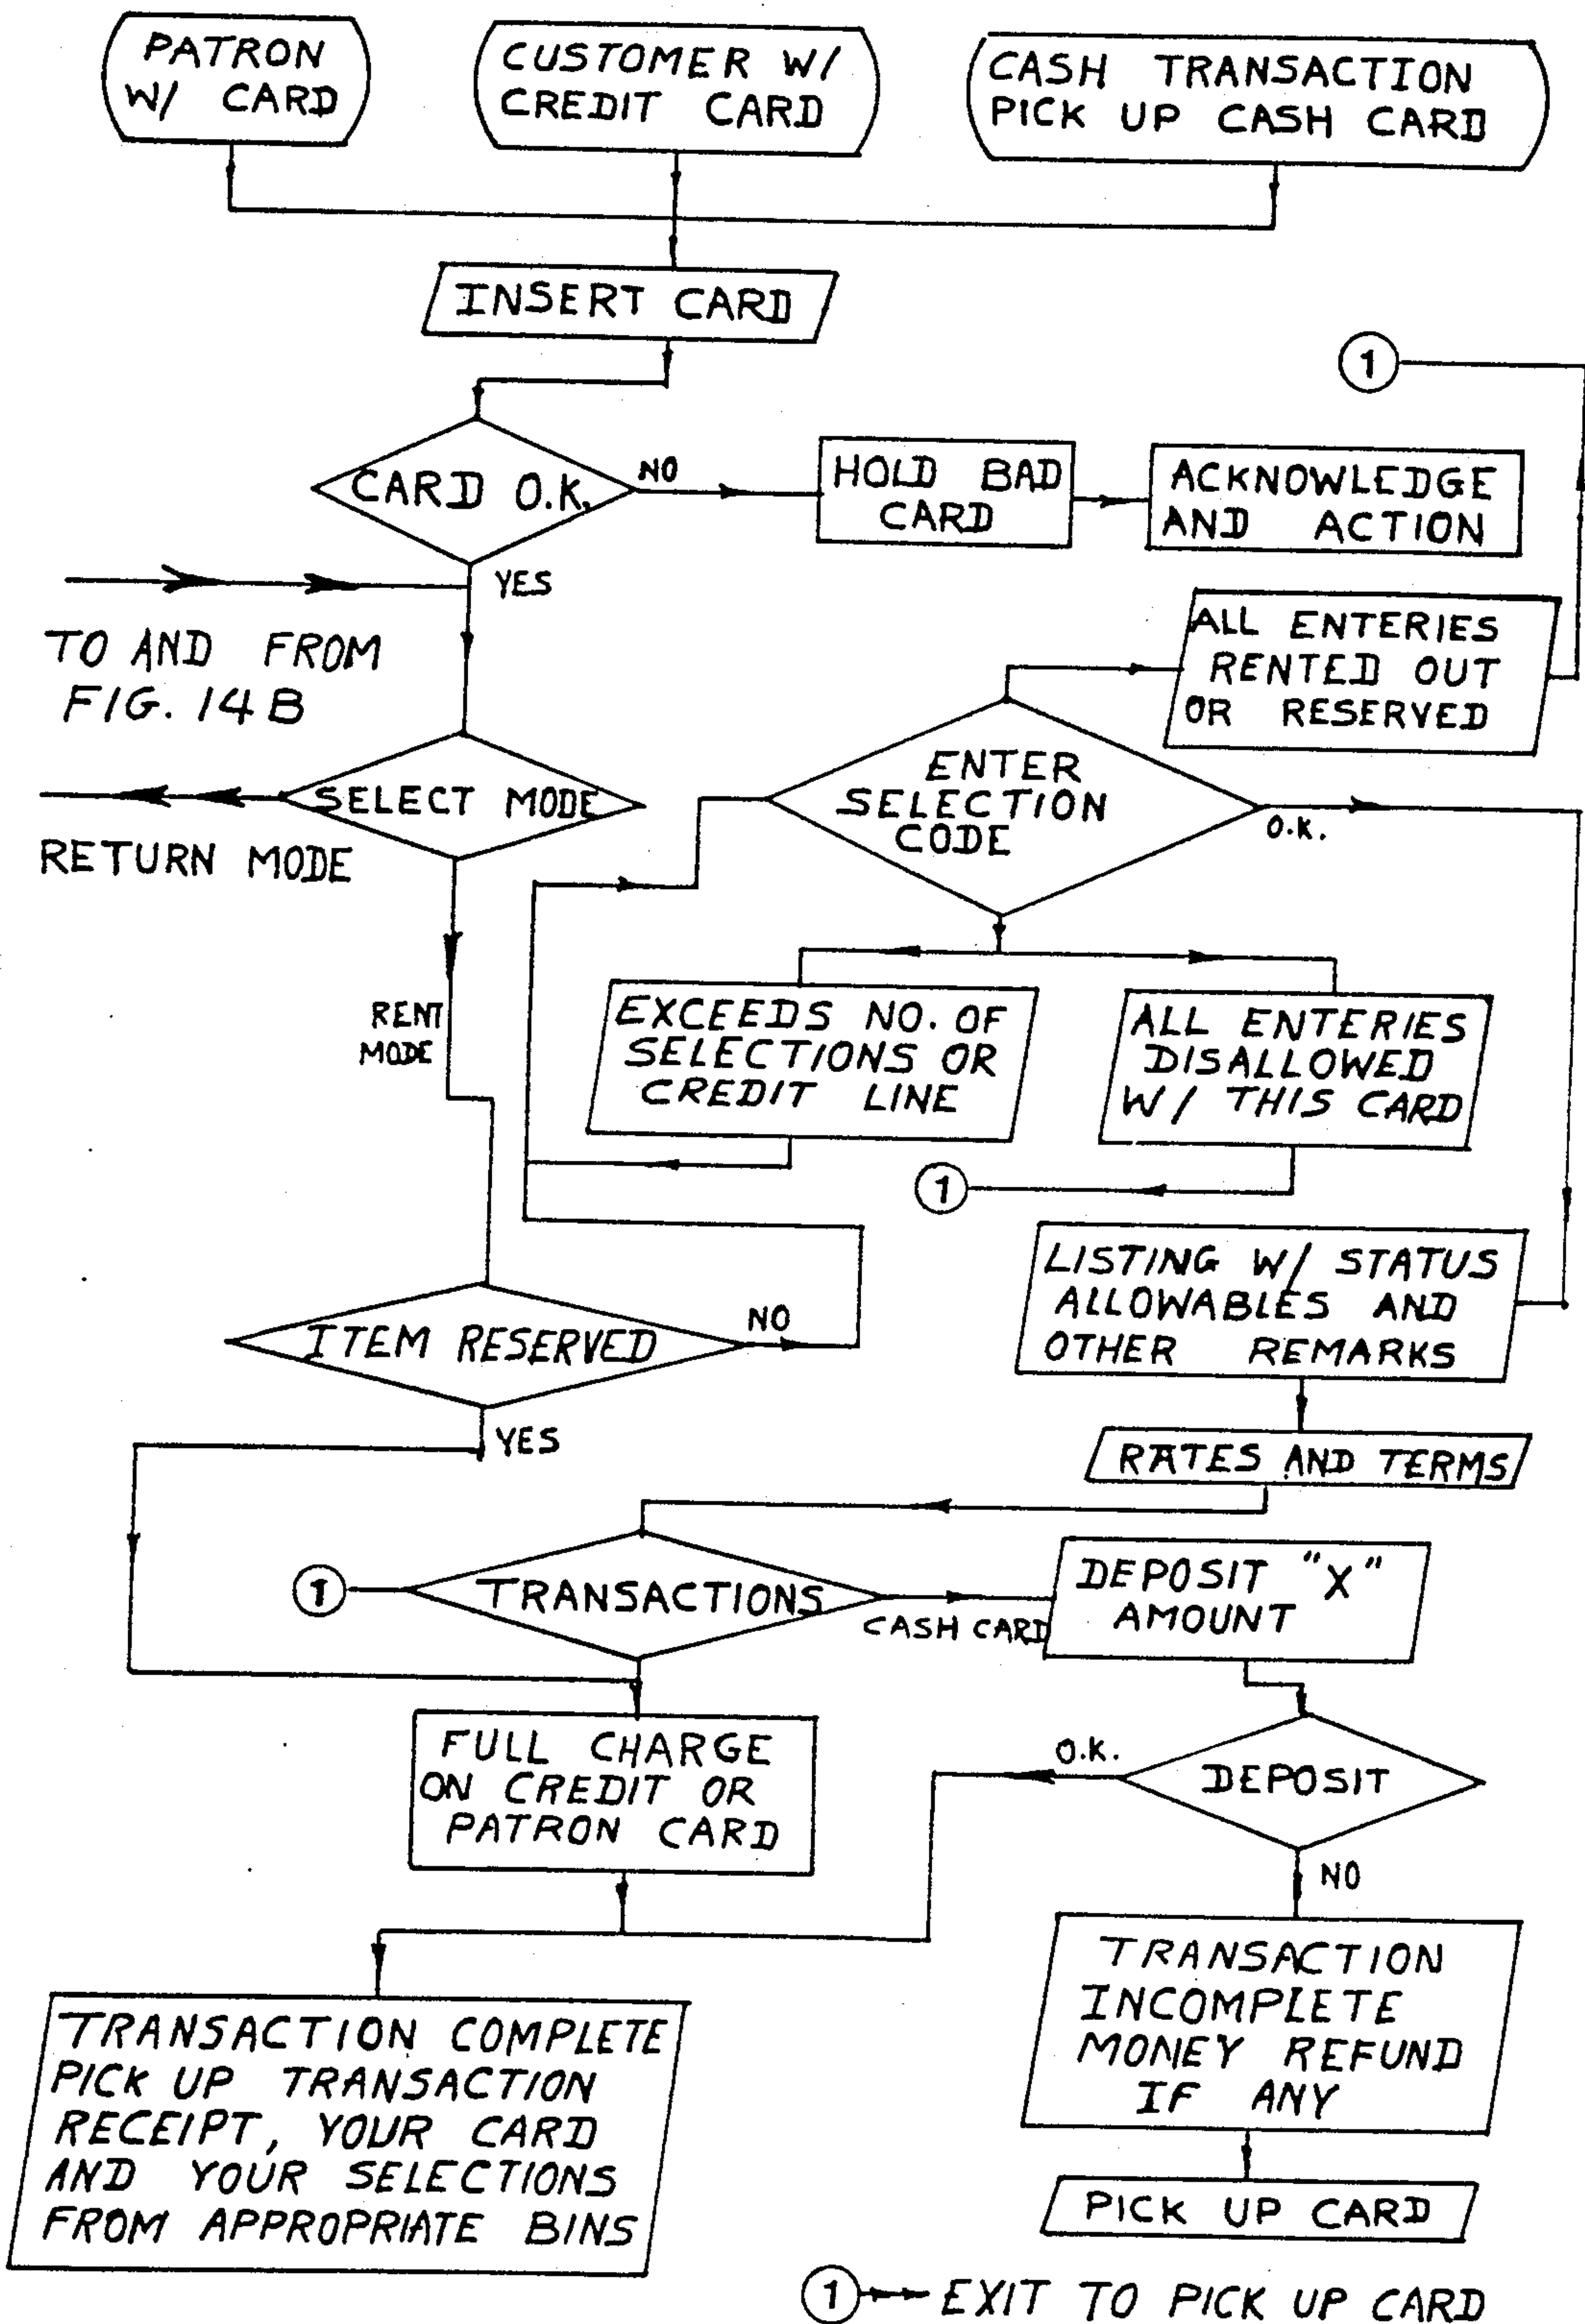 PATRON
W/ CARD
CUSTOMER W/
CREDIT CARD
CASH TRANSACTION
PICK UP CASH CARD
INSERT CARD
1
CARD O.K.
NO
HOLD BAD
CARD
ACKNOWLEDGE
AND ACTION
YES
TO AND FROM
FIG. 14B
ALL ENTERIES
RENTED OUT
OR RESERVED
SELECT MODE
RETURN MODE
ENTER
SELECTION
CODE
O.K.
RENT
MODE
EXCEEDS NO. OF
SELECTIONS OR
CREDIT LINE
ALL ENTERIES
DISALLOWED
W/ THIS CARD
1
LISTING W/ STATUS
ALLOWABLES AND
OTHER REMARKS
ITEM RESERVED
NO
YES
RATES AND TERMS
1
TRANSACTIONS
CASH CARD
DEPOSIT "X"
AMOUNT
FULL CHARGE
ON CREDIT OR
PATRON CARD
O.K.
DEPOSIT
NO
TRANSACTION
INCOMPLETE
MONEY REFUND
IF ANY
TRANSACTION COMPLETE
PICK UP TRANSACTION
RECEIPT, YOUR CARD
AND YOUR SELECTIONS
FROM APPROPRIATE BINS
PICK UP CARD
1 EXIT TO PICK UP CARD